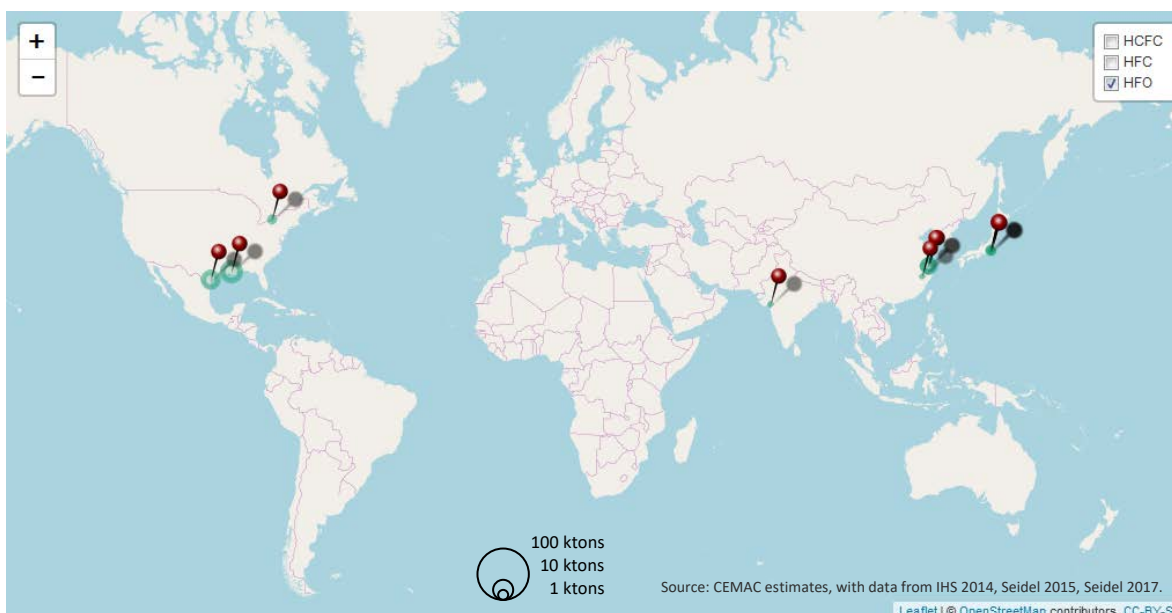 +
−
HCFC
HFC
HFO
100 ktons
10 ktons
1 ktons
Source: CEMAC estimates, with data from IHS 2014, Seidel 2015, Seidel 2017.
Leaflet | © OpenStreetMap contributors, CC-BY-S